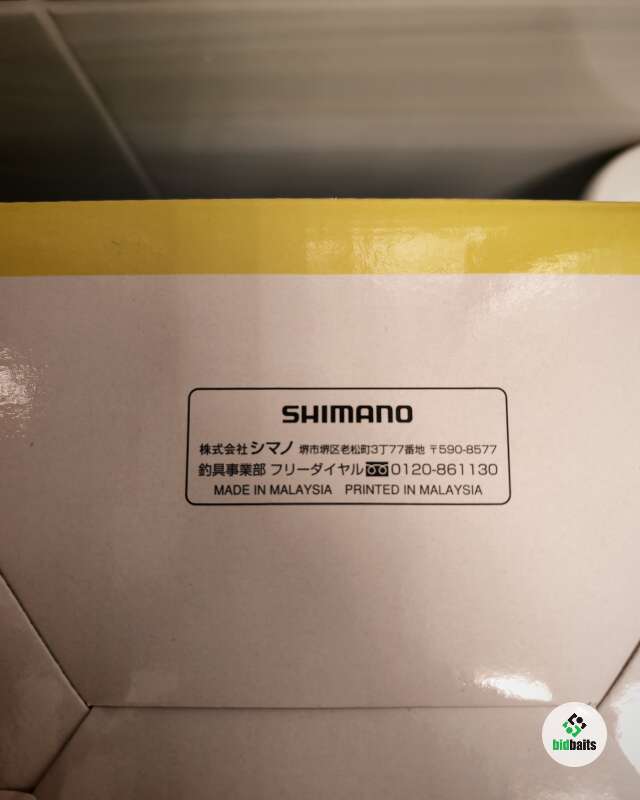 SHIMANO
株式会社シマノ 堺市堺区老松町3丁77番地 〒590-8577
釣具事業部 フリーダイヤル 0120-861130
MADE IN MALAYSIA PRINTED IN MALAYSIA
bidbaits